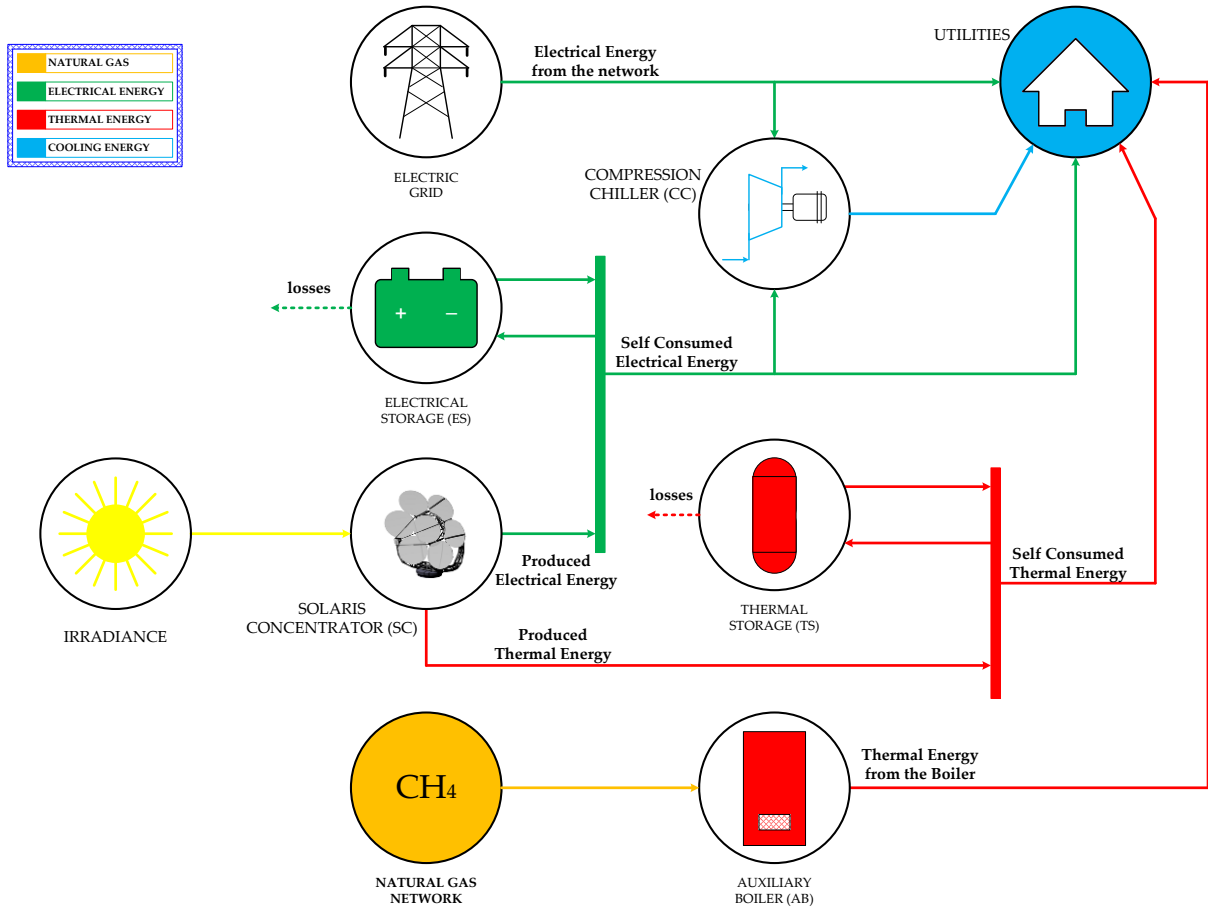 NATURAL GAS
ELECTRICAL ENERGY
THERMAL ENERGY
COOLING ENERGY
ELECTRIC
GRID
Electrical Energy
from the network
UTILITIES
COMPRESSION
CHILLER (CC)
losses
+ −
ELECTRICAL
STORAGE (ES)
Self Consumed
Electrical Energy
IRRADIANCE
SOLARIS
CONCENTRATOR (SC)
Produced
Electrical Energy
Produced
Thermal Energy
losses
THERMAL
STORAGE (TS)
Self Consumed
Thermal Energy
CH₄
NATURAL GAS
NETWORK
AUXILIARY
BOILER (AB)
Thermal Energy
from the Boiler